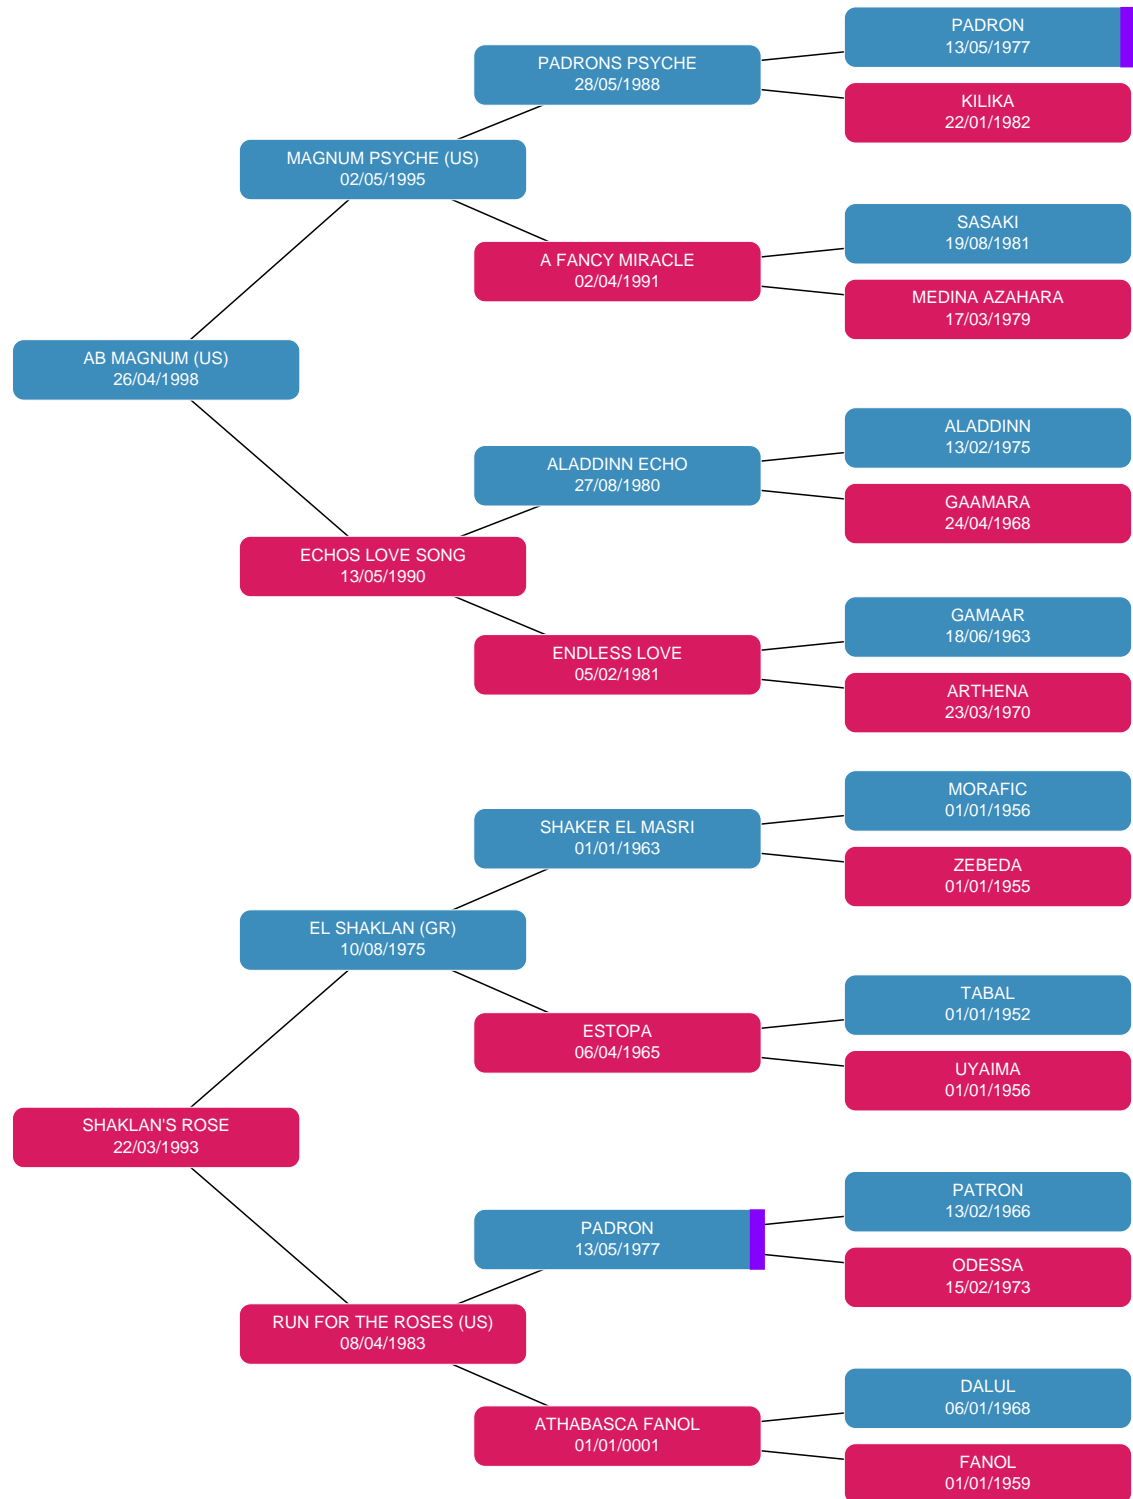 PADRON
13/05/1977
PADRONS PSYCHE
28/05/1988
KILIKA
22/01/1982
MAGNUM PSYCHE (US)
02/05/1995
SASAKI
19/08/1981
A FANCY MIRACLE
02/04/1991
MEDINA AZAHARA
17/03/1979
AB MAGNUM (US)
26/04/1998
ALADDINN
13/02/1975
ALADDINN ECHO
27/08/1980
GAAMARA
24/04/1968
ECHOS LOVE SONG
13/05/1990
GAMAAR
18/06/1963
ENDLESS LOVE
05/02/1981
ARTHENA
23/03/1970
MORAFIC
01/01/1956
SHAKER EL MASRI
01/01/1963
ZEBEDA
01/01/1955
EL SHAKLAN (GR)
10/08/1975
TABAL
01/01/1952
ESTOPA
06/04/1965
UYAIMA
01/01/1956
SHAKLAN'S ROSE
22/03/1993
PATRON
13/02/1966
PADRON
13/05/1977
ODESSA
15/02/1973
RUN FOR THE ROSES (US)
08/04/1983
DALUL
06/01/1968
ATHABASCA FANOL
01/01/0001
FANOL
01/01/1959